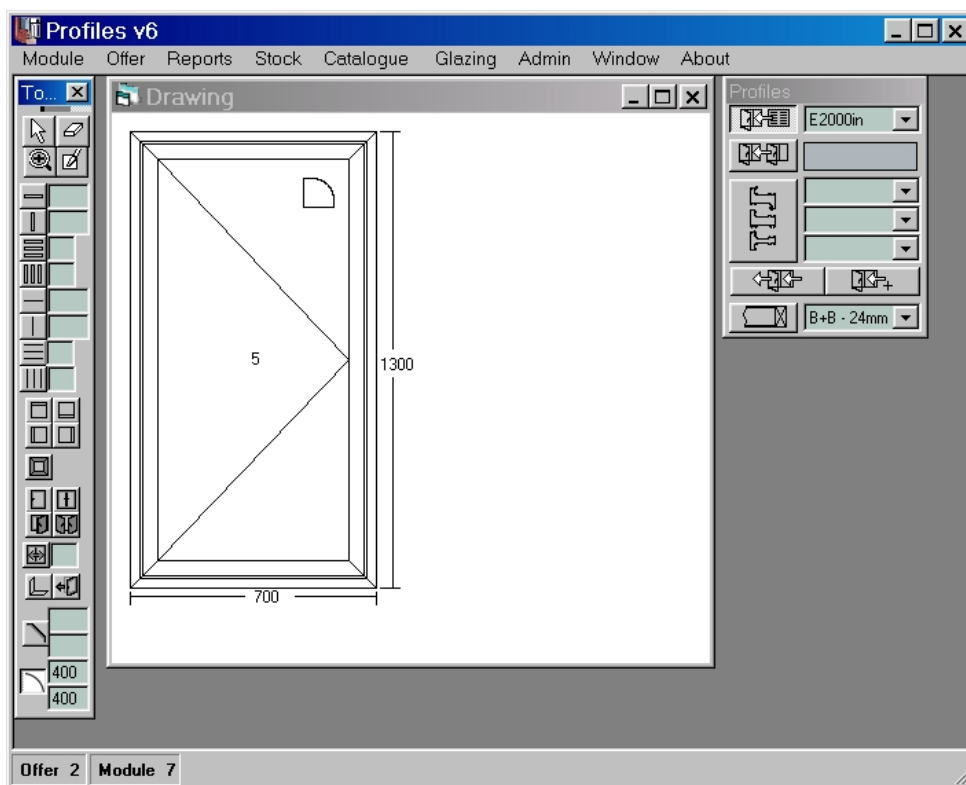 Profiles v6
Module Offer Reports Stock Catalogue Glazing Admin Window About
To...
Drawing
Profiles
E2000in
B+B - 24mm
5
1300
700
400
400
Offer 2 Module 7